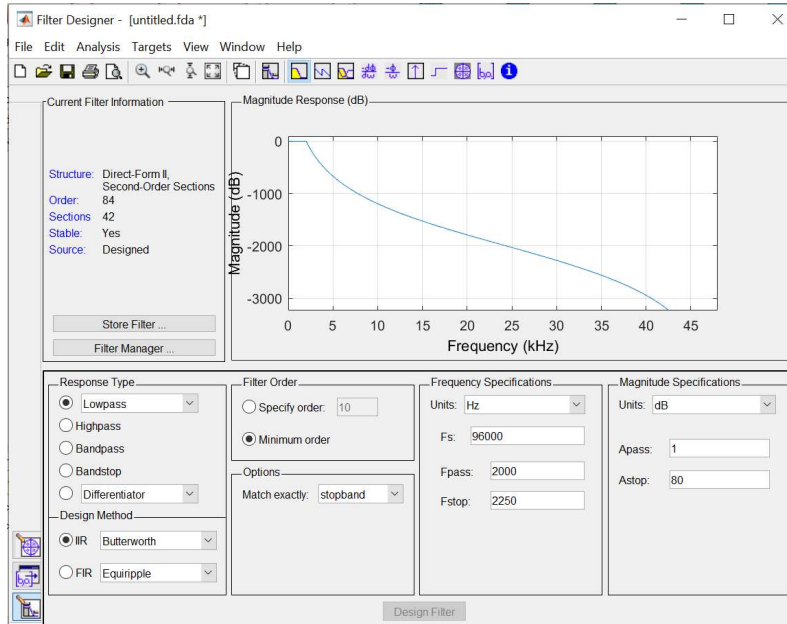 Filter Designer - [untitled.fda *]
File Edit Analysis Targets View Window Help
Current Filter Information
Structure: Direct-Form II,
Second-Order Sections
Order: 84
Sections 42
Stable: Yes
Source: Designed
Store Filter ...
Filter Manager ...
Magnitude Response (dB)
Magnitude (dB)
0
-1000
-2000
-3000
0 5 10 15 20 25 30 35 40 45
Frequency (kHz)
Response Type
Lowpass
Highpass
Bandpass
Bandstop
Differentiator
Design Method
IIR Butterworth
FIR Equiripple
Filter Order
Specify order: 10
Minimum order
Options
Match exactly: stopband
Frequency Specifications
Units: Hz
Fs: 96000
Fpass: 2000
Fstop: 2250
Magnitude Specifications
Units: dB
Apass: 1
Astop: 80
Design Filter